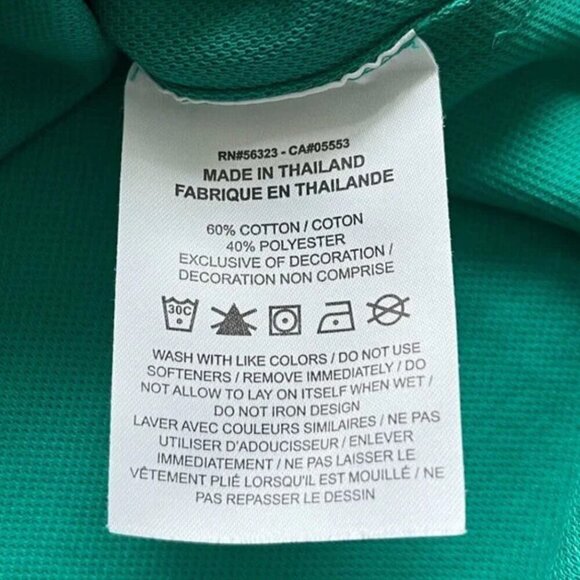 RN#56323 - CA#05553
MADE IN THAILAND
FABRIQUE EN THAILANDE
60% COTTON / COTON
40% POLYESTER
EXCLUSIVE OF DECORATION /
DECORATION NON COMPRISE
30C
WASH WITH LIKE COLORS / DO NOT USE
SOFTENERS / REMOVE IMMEDIATELY / DO
NOT ALLOW TO LAY ON ITSELF WHEN WET /
DO NOT IRON DESIGN
LAVER AVEC COULEURS SIMILAIRES / NE PAS
UTILISER D'ADOUCISSEUR / ENLEVER
IMMEDIATEMENT / NE PAS LAISSER LE
VÊTEMENT PLIÉ LORSQU'IL EST MOUILLÉ / NE
PAS REPASSER LE DESSIN